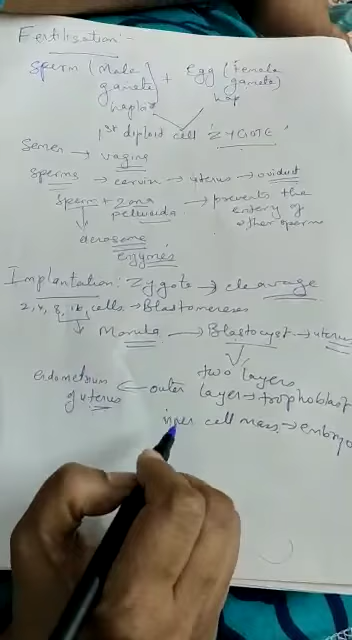 Fertilisation:-
Sperm (Male gamete) + Egg (Female gamete)
haploid hap
1st diploid cell 'ZYGOTE'
Semen → vagina
Sperms → cervix → uterus → oviduct
Sperm + zona pellucida → prevents the entery of other sperms
acrosome enzymes
Implantation: Zygote → cleavage
2, 4, 8, 16, cells → Blastomeres
Morula → Blastocyst → uterus
two layers
endometrium of uterus ← outer layer → trophoblast
inner cell mass → embryo